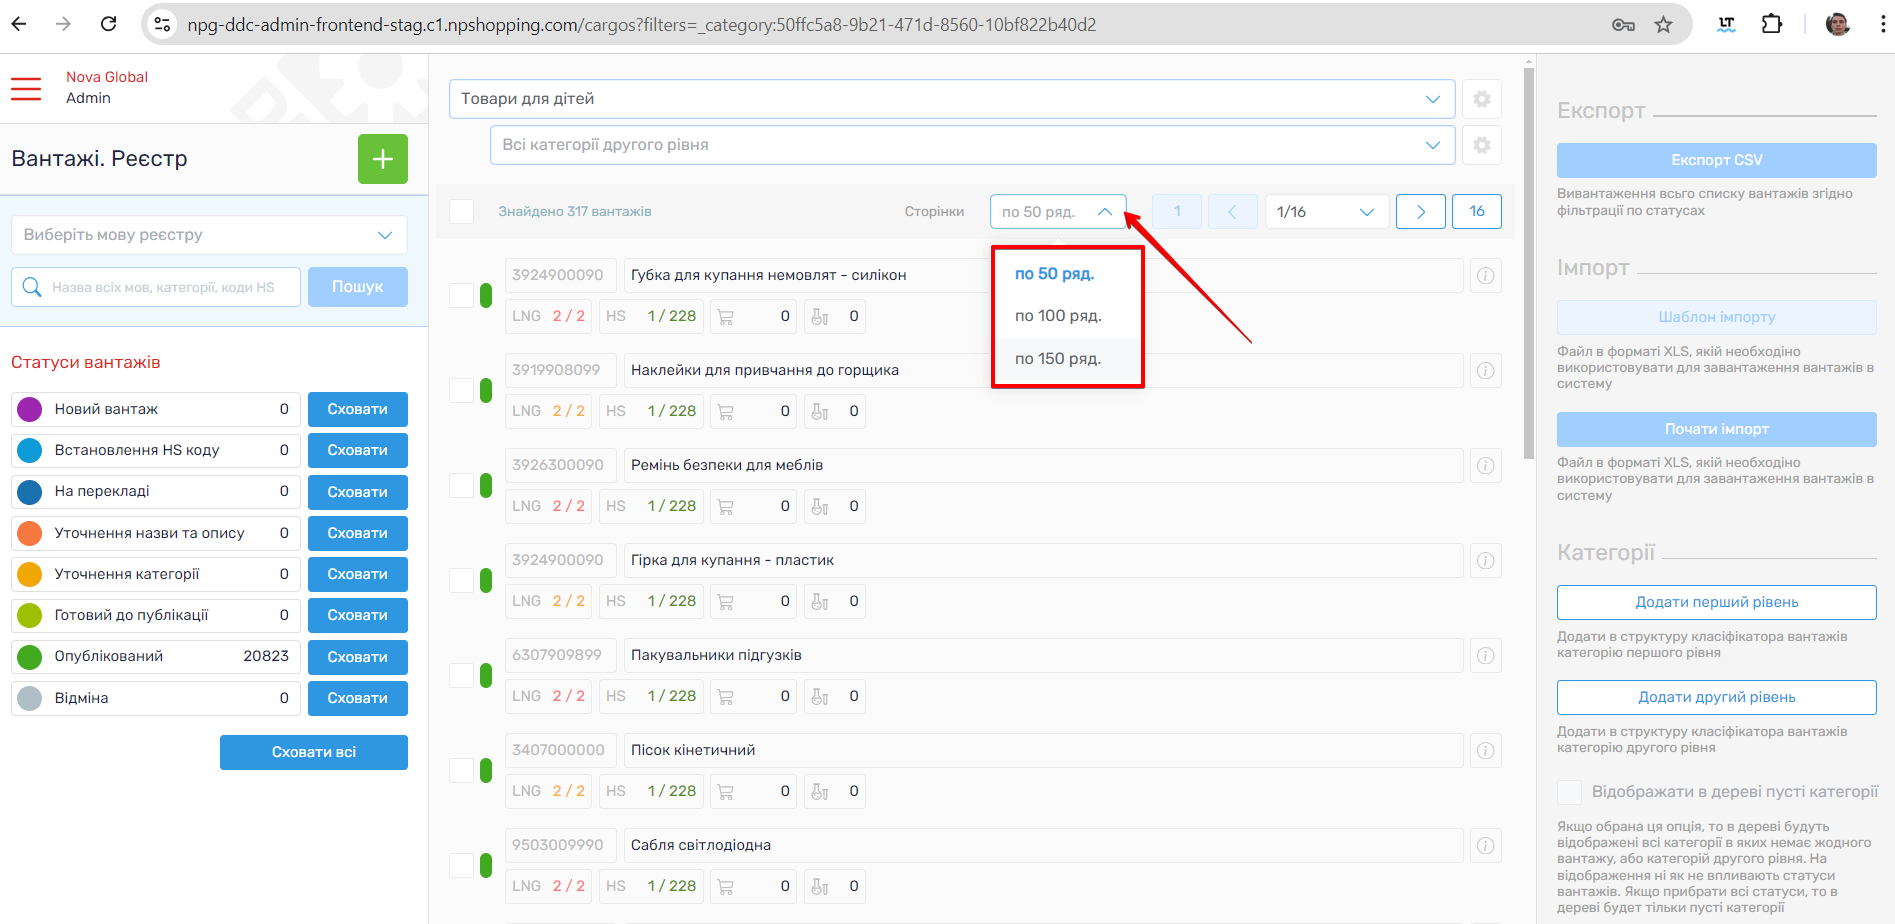 npg-ddc-admin-frontend-stag.c1.npshopping.com/cargos?filters=_category:50ffc5a8-9b21-471d-8560-10bf822b40d2
LT
Nova Global
Admin
Вантажі. Реєстр
Виберіть мову реєстру
Назва всіх мов, категорії, коди HS
Пошук
Статуси вантажів
Новий вантаж 0 Сховати
Встановлення HS коду 0 Сховати
На перекладі 0 Сховати
Уточнення назви та опису 0 Сховати
Уточнення категорії 0 Сховати
Готовий до публікації 0 Сховати
Опублікований 20823 Сховати
Відміна 0 Сховати
Сховати всі
Товари для дітей
Всі категорії другого рівня
Знайдено 317 вантажів Сторінки по 50 ряд. 1 1/16 16
по 50 ряд.
по 100 ряд.
по 150 ряд.
3924900090 Губка для купання немовлят - силікон
LNG 2 / 2 HS 1 / 228 0 0
3919908099 Наклейки для привчання до горщика
LNG 2 / 2 HS 1 / 228 0 0
3926300090 Ремінь безпеки для меблів
LNG 2 / 2 HS 1 / 228 0 0
3924900090 Гірка для купання - пластик
LNG 2 / 2 HS 1 / 228 0 0
6307909899 Пакувальники підгузків
LNG 2 / 2 HS 1 / 228 0 0
3407000000 Пісок кінетичний
LNG 2 / 2 HS 1 / 228 0 0
9503009990 Сабля світлодіодна
LNG 2 / 2 HS 1 / 228 0 0
Експорт
Експорт CSV
Вивантаження всьго списку вантажів згідно
фільтрації по статусах
Імпорт
Шаблон імпорту
Файл в форматі XLS, якій необходіно
використовувати для завантаження вантажів в
систему
Почати імпорт
Файл в форматі XLS, якій необходіно
використовувати для завантаження вантажів в
систему
Категорії
Додати перший рівень
Додати в структуру класіфікатора вантажів
категорію першого рівня
Додати другий рівень
Додати в структуру класіфікатора вантажів
категорію другого рівня
Відображати в дереві пусті категорії
Якщо обрана ця опція, то в дереві будуть
відображені всі категорії в яких немає жодного
вантажу, або категорій другого рівня. На
відображення ні як не впливають статуси
вантажів. Якщо прибрати всі статуси, то в
дереві будет тільки пусті категорії